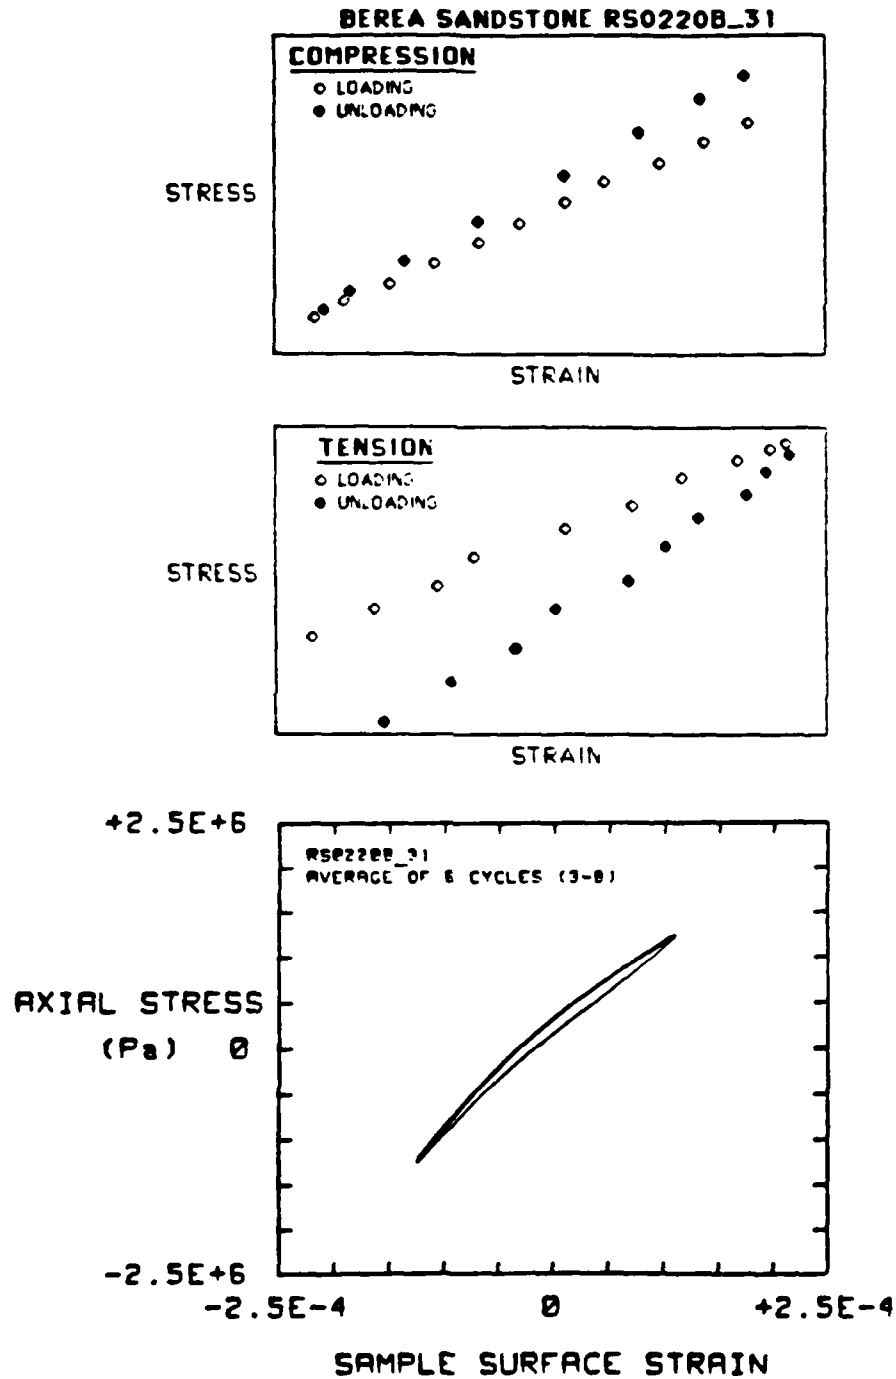 BEREA SANDSTONE RS0220B_31
COMPRESSION
LOADING
UNLOADING
STRESS
STRAIN
TENSION
LOADING
UNLOADING
STRESS
STRAIN
+2.5E+6
RS0220B_31
AVERAGE OF 6 CYCLES (3-8)
AXIAL STRESS
(Pa) 0
-2.5E+6
-2.5E-4 0 +2.5E-4
SAMPLE SURFACE STRAIN